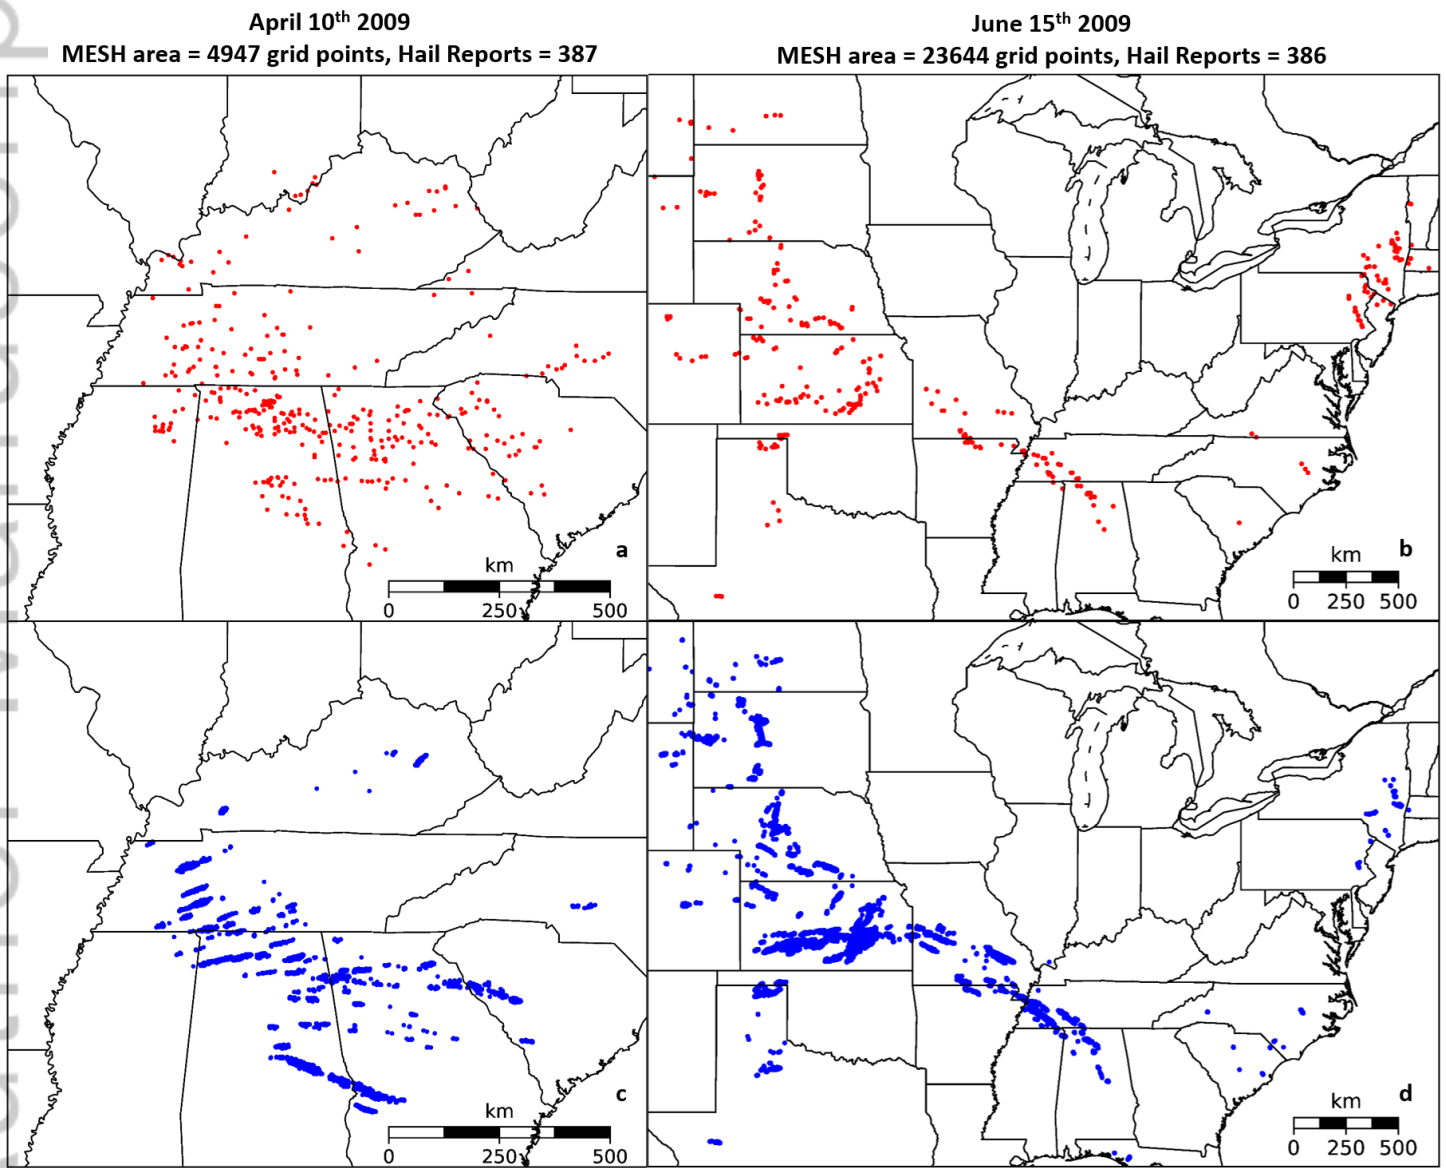 April 10th 2009
MESH area = 4947 grid points, Hail Reports = 387
June 15th 2009
MESH area = 23644 grid points, Hail Reports = 386
a
km
0 250 500
b
km
0 250 500
c
km
0 250 500
d
km
0 250 500